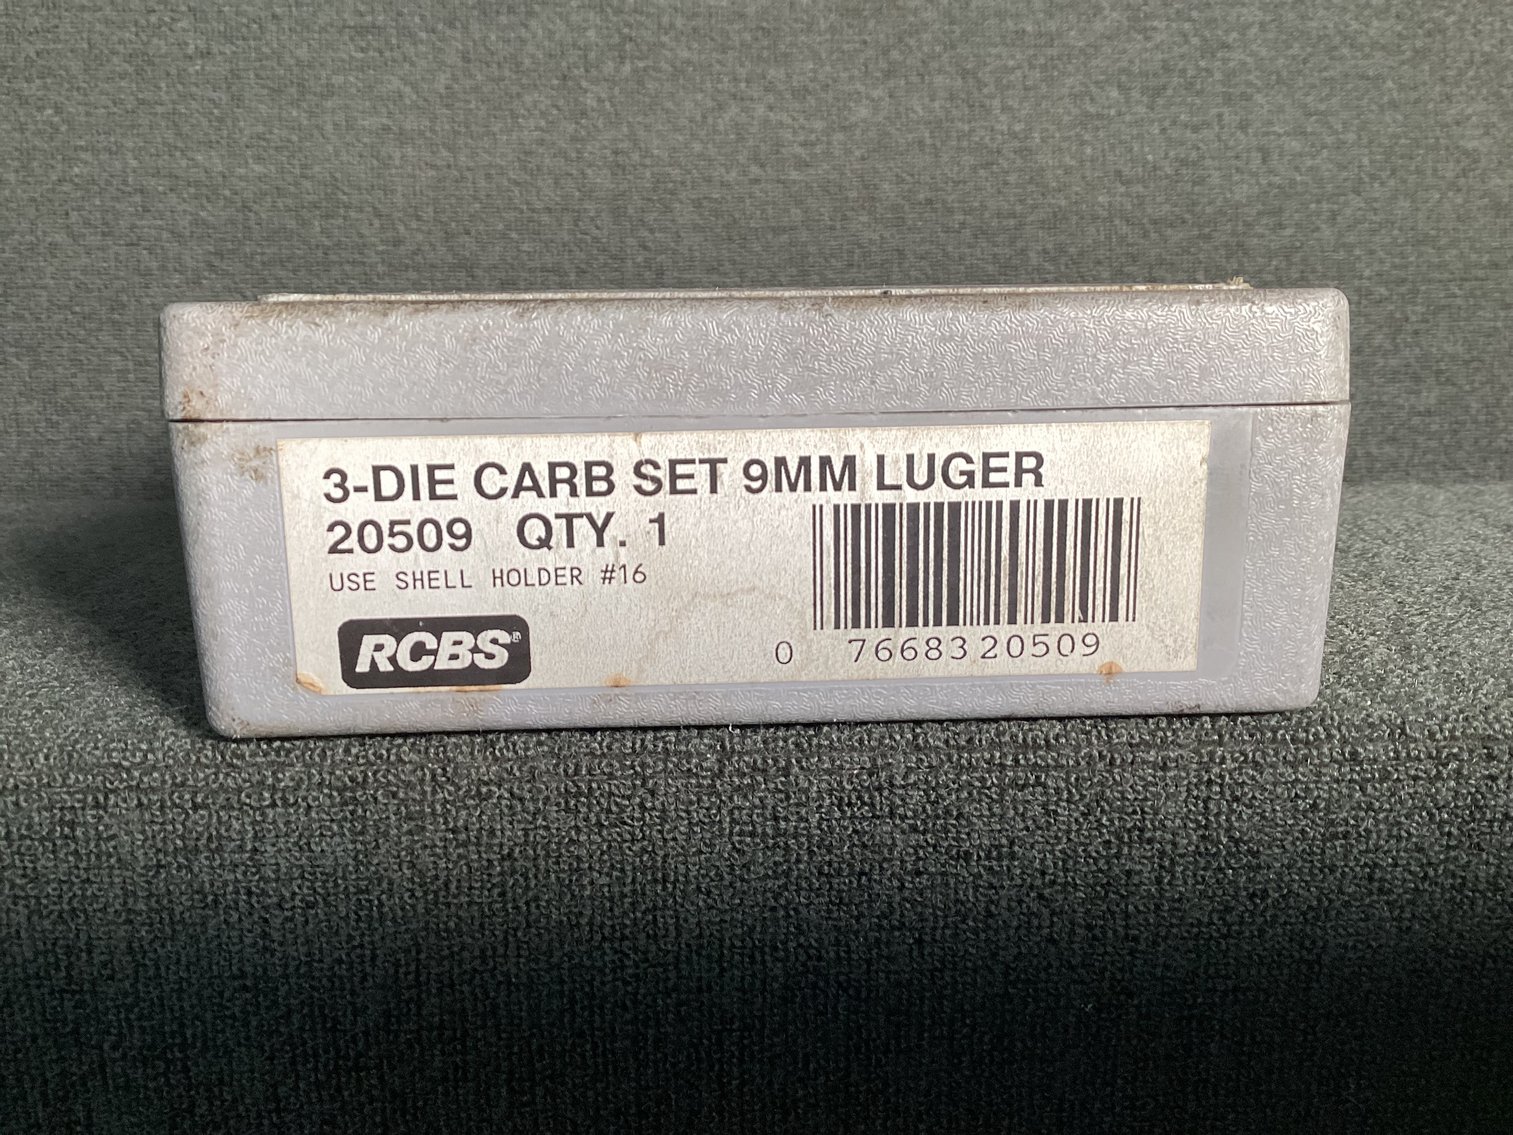 3-DIE CARB SET 9MM LUGER
20509 QTY. 1
USE SHELL HOLDER #16
RCBS®
0 76683 20509